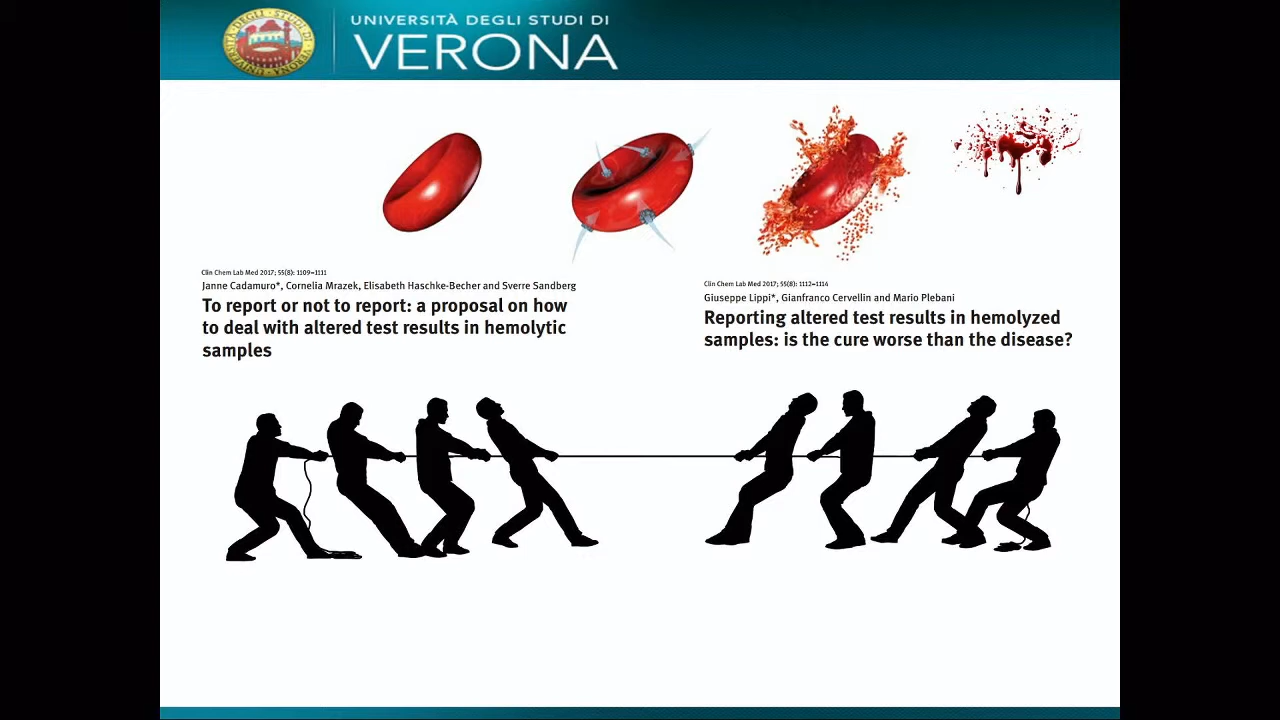 UNIVERSITÀ DEGLI STUDI DI
VERONA
Clin Chem Lab Med 2017; 55(8): 1109–1111
Janne Cadamuro*, Cornelia Mrazek, Elisabeth Haschke-Becher and Sverre Sandberg
To report or not to report: a proposal on how
to deal with altered test results in hemolytic
samples
Clin Chem Lab Med 2017; 55(8): 1112–1114
Giuseppe Lippi*, Gianfranco Cervellin and Mario Plebani
Reporting altered test results in hemolyzed
samples: is the cure worse than the disease?